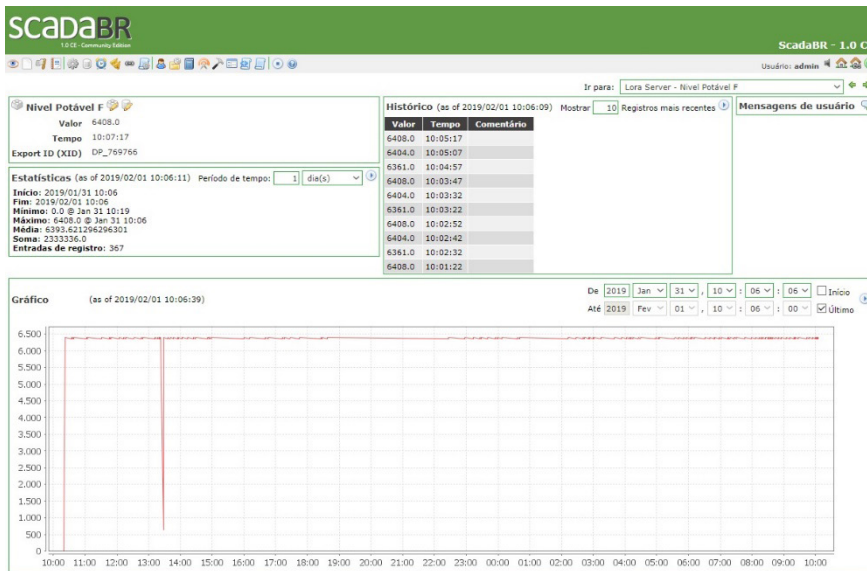 SCADABR
1.0 CE - Community Edition
ScadaBR - 1.0 C
Usuário: admin
Ir para: Lora Server - Nivel Potável F
Nivel Potável F
Valor 6408.0
Tempo 10:07:17
Export ID (XID) DP_769766
Estatísticas (as of 2019/02/01 10:06:11) Período de tempo: 1 dia(s)
Início: 2019/01/31 10:06
Fim: 2019/02/01 10:06
Mínimo: 0.0 @ Jan 31 10:19
Máximo: 6408.0 @ Jan 31 10:06
Média: 6393.621296296301
Soma: 2333336.0
Entradas de registro: 367
Histórico (as of 2019/02/01 10:06:09) Mostrar 10 Registros mais recentes
Valor Tempo Comentário
6408.0 10:05:17
6404.0 10:05:07
6361.0 10:04:57
6408.0 10:03:47
6404.0 10:03:32
6361.0 10:03:22
6408.0 10:02:52
6404.0 10:02:42
6361.0 10:02:32
6408.0 10:01:22
Mensagens de usuário
Gráfico (as of 2019/02/01 10:06:39)
De 2019 Jan 31 , 10 : 06 : 06 Início
Até 2019 Fev 01 , 10 : 06 : 00 Último
6.500
6.000
5.500
5.000
4.500
4.000
3.500
3.000
2.500
2.000
1.500
1.000
500
0
10:00 11:00 12:00 13:00 14:00 15:00 16:00 17:00 18:00 19:00 20:00 21:00 22:00 23:00 00:00 01:00 02:00 03:00 04:00 05:00 06:00 07:00 08:00 09:00 10:00